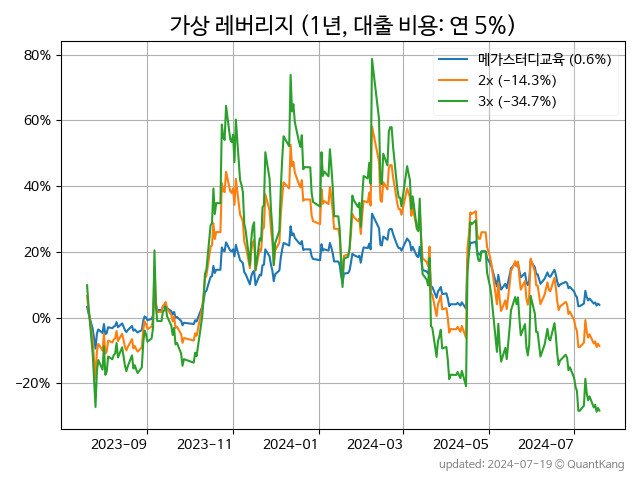 가상 레버리지 (1년, 대출 비용: 연 5%)
메가스터디교육 (0.6%)
2x (−14.3%)
3x (−34.7%)
80%
60%
40%
20%
0%
−20%
2023-09
2023-11
2024-01
2024-03
2024-05
2024-07
updated: 2024-07-19 © QuantKang